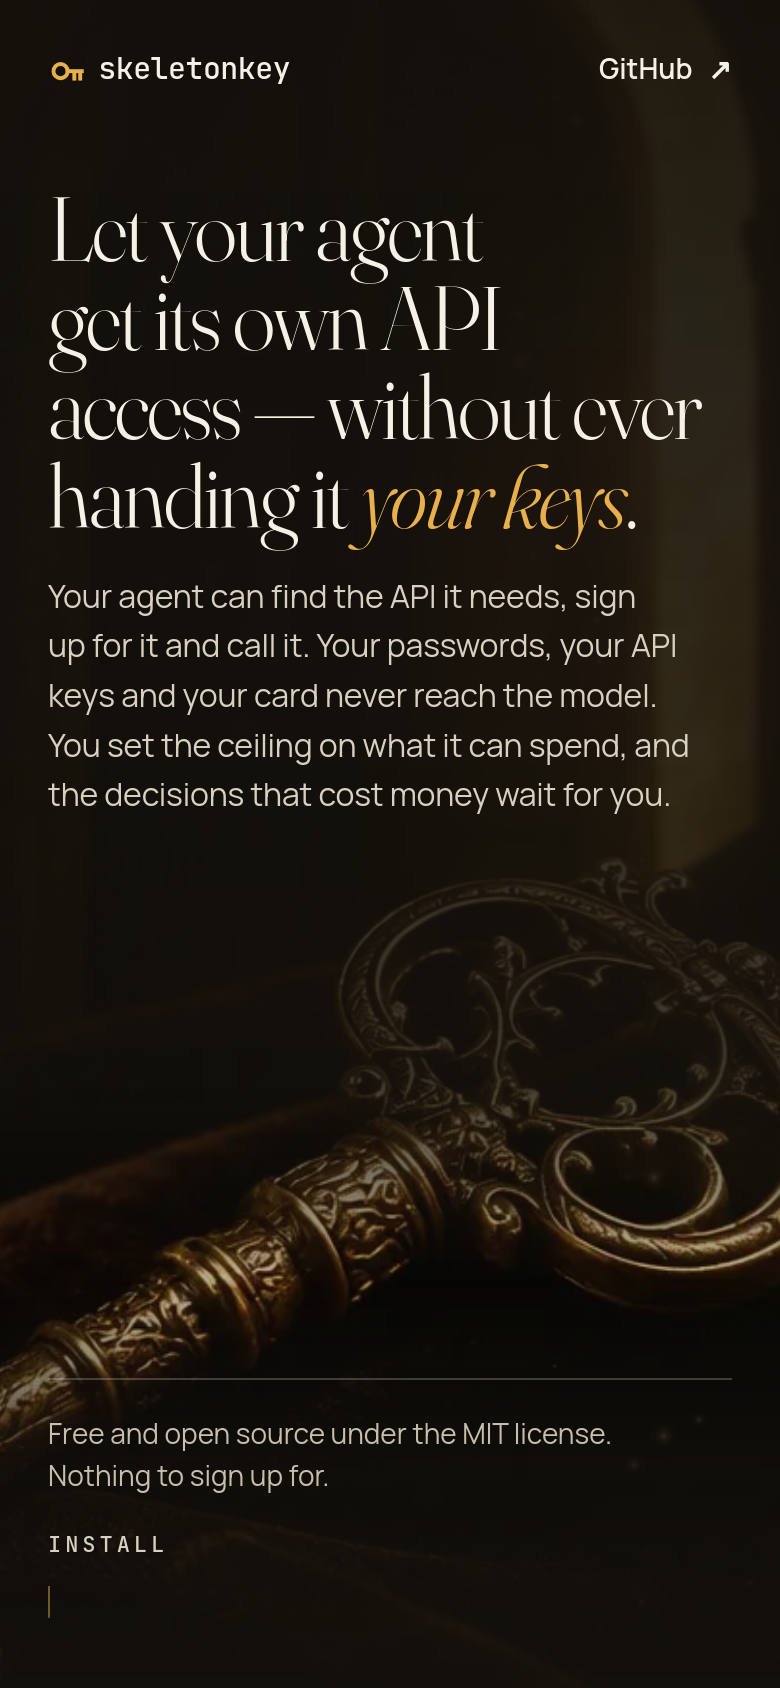 skeletonkey
GitHub ↗
Let your agent
get its own API
access — without ever
handing it your keys.
Your agent can find the API it needs, sign
up for it and call it. Your passwords, your API
keys and your card never reach the model.
You set the ceiling on what it can spend, and
the decisions that cost money wait for you.
Free and open source under the MIT license.
Nothing to sign up for.
INSTALL